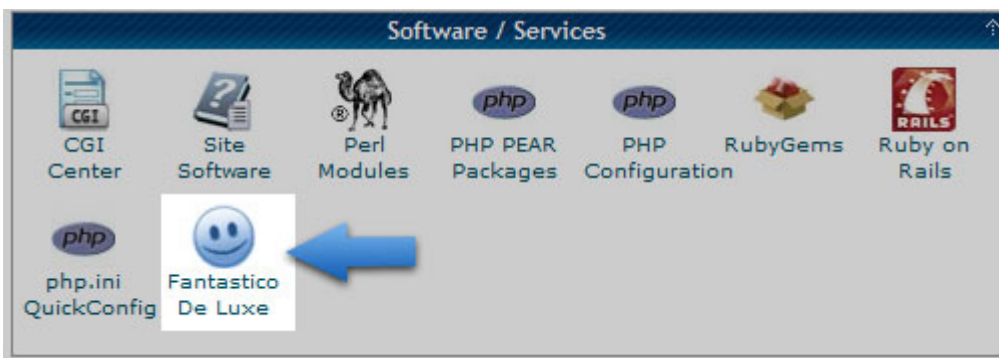 Software / Services
CGI
php
php
RAILS
CGI Center
Site Software
®
Perl Modules
PHP PEAR Packages
PHP Configuration
RubyGems
Ruby on Rails
php
php.ini QuickConfig
Fantastico De Luxe